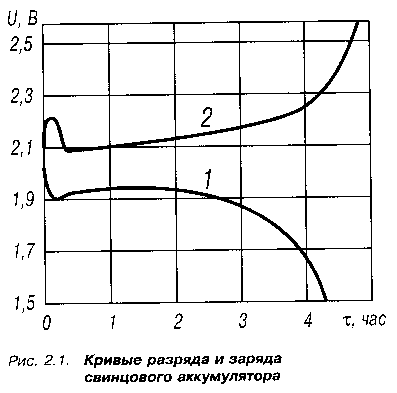 U, В
2,5
2,3
2,1
1,9
1,7
1,5
2
1
0 1 2 3 4 τ, час
Рис. 2.1. Кривые разряда и заряда
свинцового аккумулятора